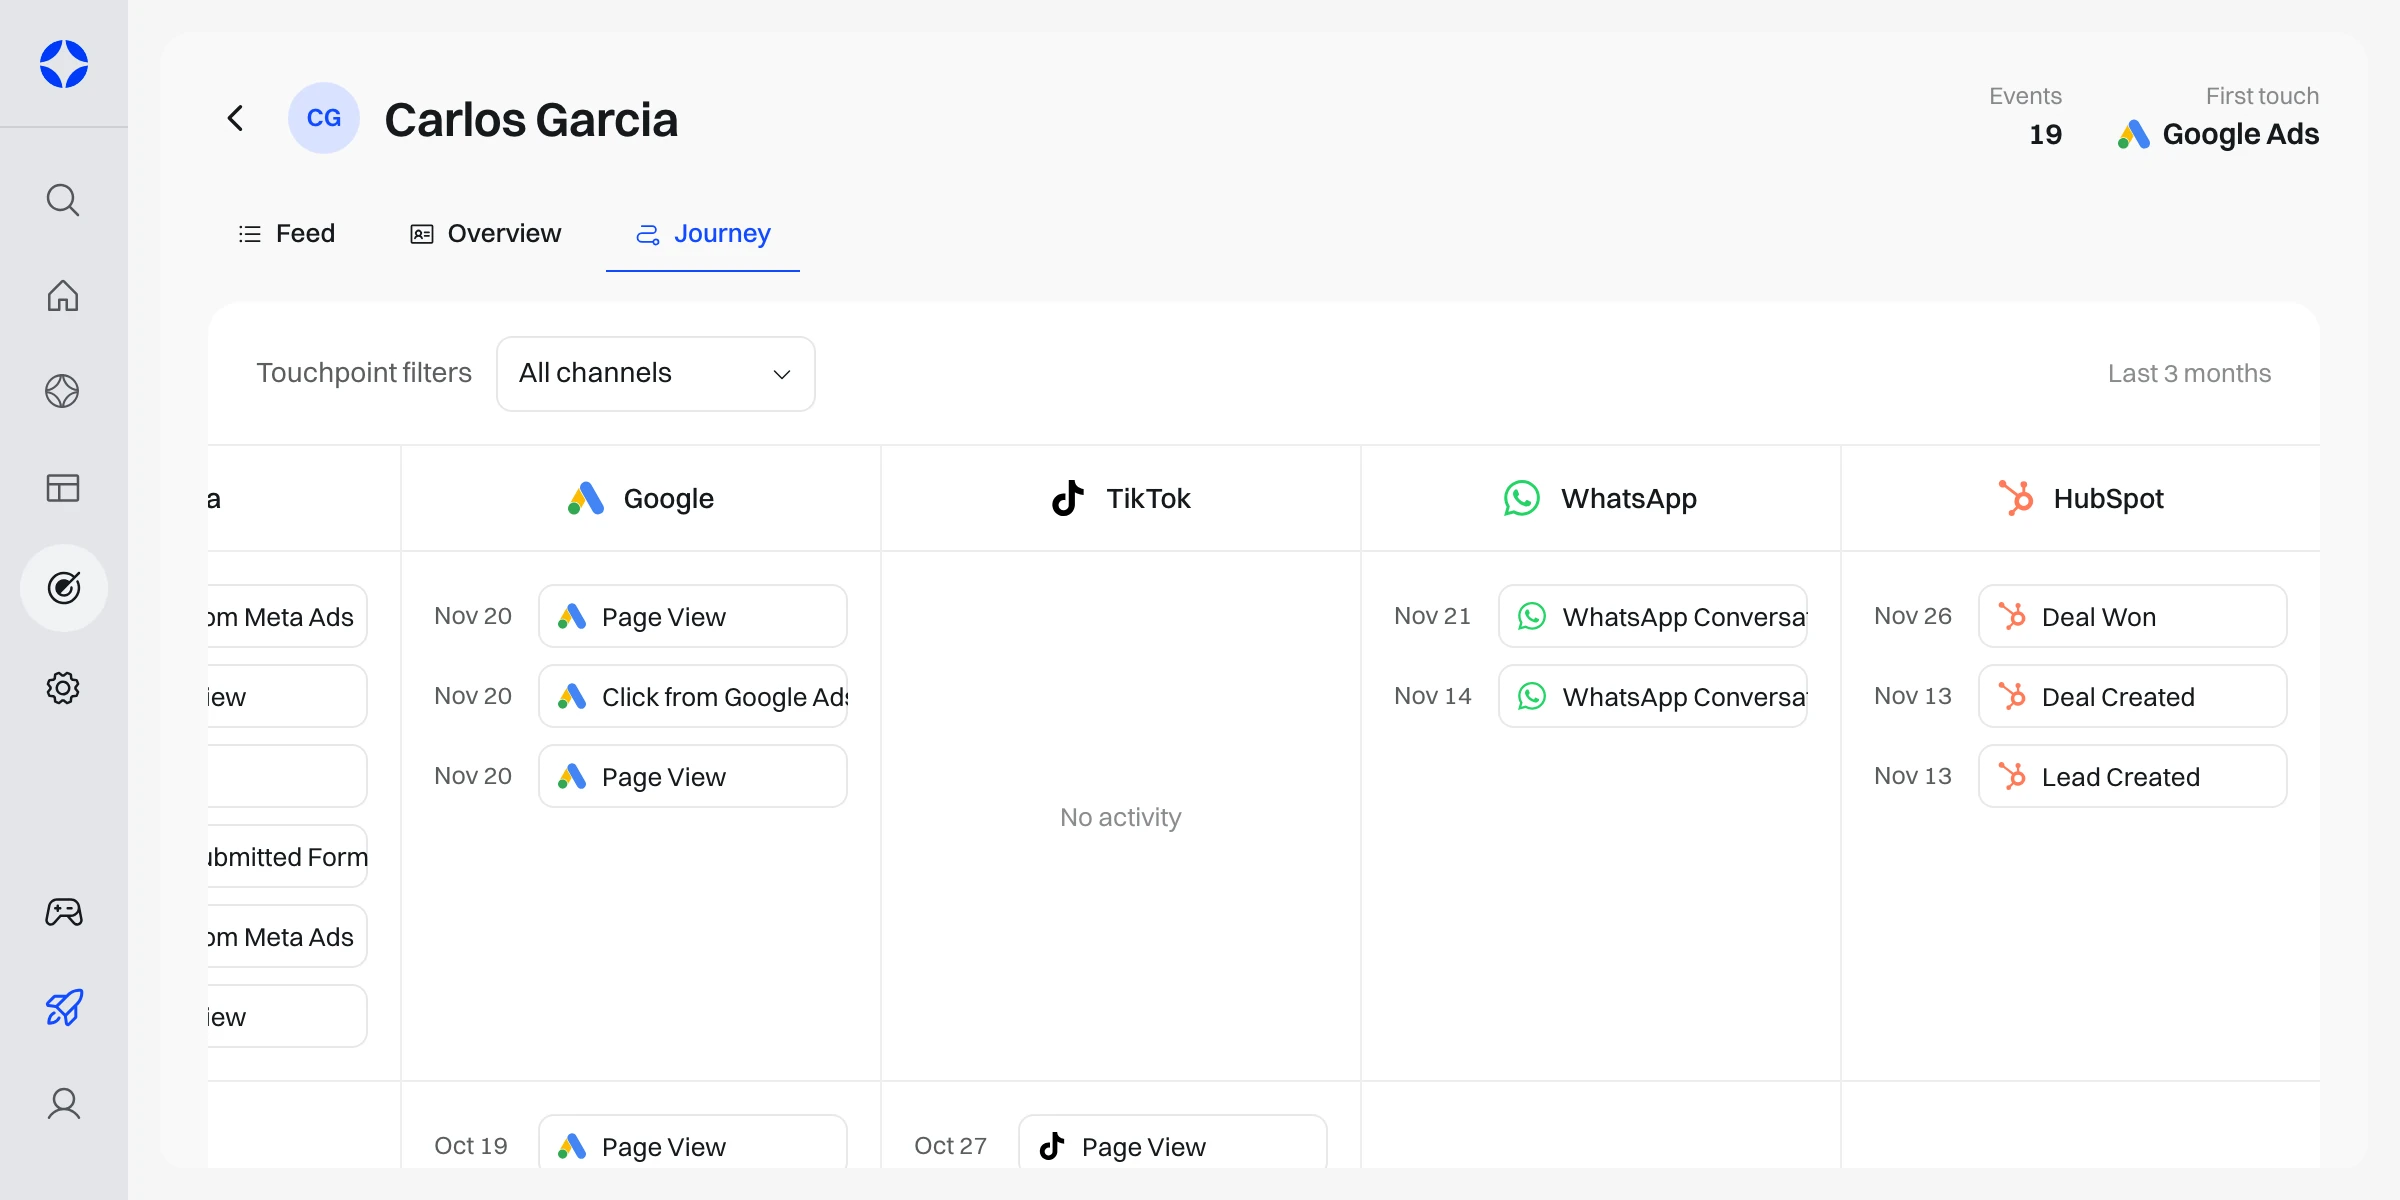 CG
Carlos Garcia
Events
19
First touch
Google Ads
Feed
Overview
Journey
Touchpoint filters
All channels
Last 3 months
a
Google
TikTok
WhatsApp
HubSpot
om Meta Ads
iew
ubmitted Form
om Meta Ads
iew
Nov 20
Page View
Nov 20
Click from Google Ads
Nov 20
Page View
No activity
Nov 21
WhatsApp Conversat
Nov 14
WhatsApp Conversat
Nov 26
Deal Won
Nov 13
Deal Created
Nov 13
Lead Created
Oct 19
Page View
Oct 27
Page View